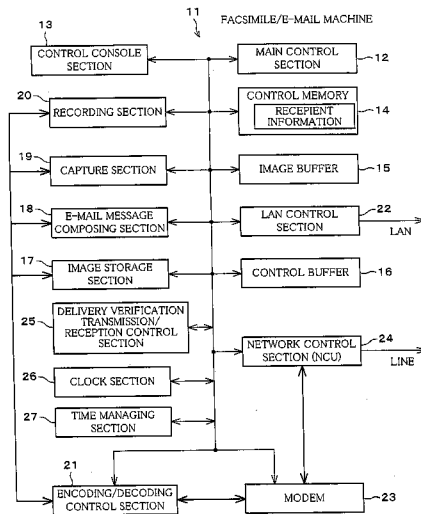 11
FACSIMILE/E-MAIL MACHINE
13
CONTROL CONSOLE
SECTION
MAIN CONTROL
SECTION
12
20
RECORDING SECTION
CONTROL MEMORY
RECEPIENT
INFORMATION
14
19
CAPTURE SECTION
IMAGE BUFFER
15
18
E-MAIL MESSAGE
COMPOSING SECTION
LAN CONTROL
SECTION
22
LAN
17
IMAGE STORAGE
SECTION
CONTROL BUFFER
16
25
DELIVERY VERIFICATION
TRANSMISSION/
RECEPTION CONTROL
SECTION
NETWORK CONTROL
SECTION (NCU)
24
LINE
26
CLOCK SECTION
27
TIME MANAGING
SECTION
21
ENCODING/DECODING
CONTROL SECTION
MODEM
23